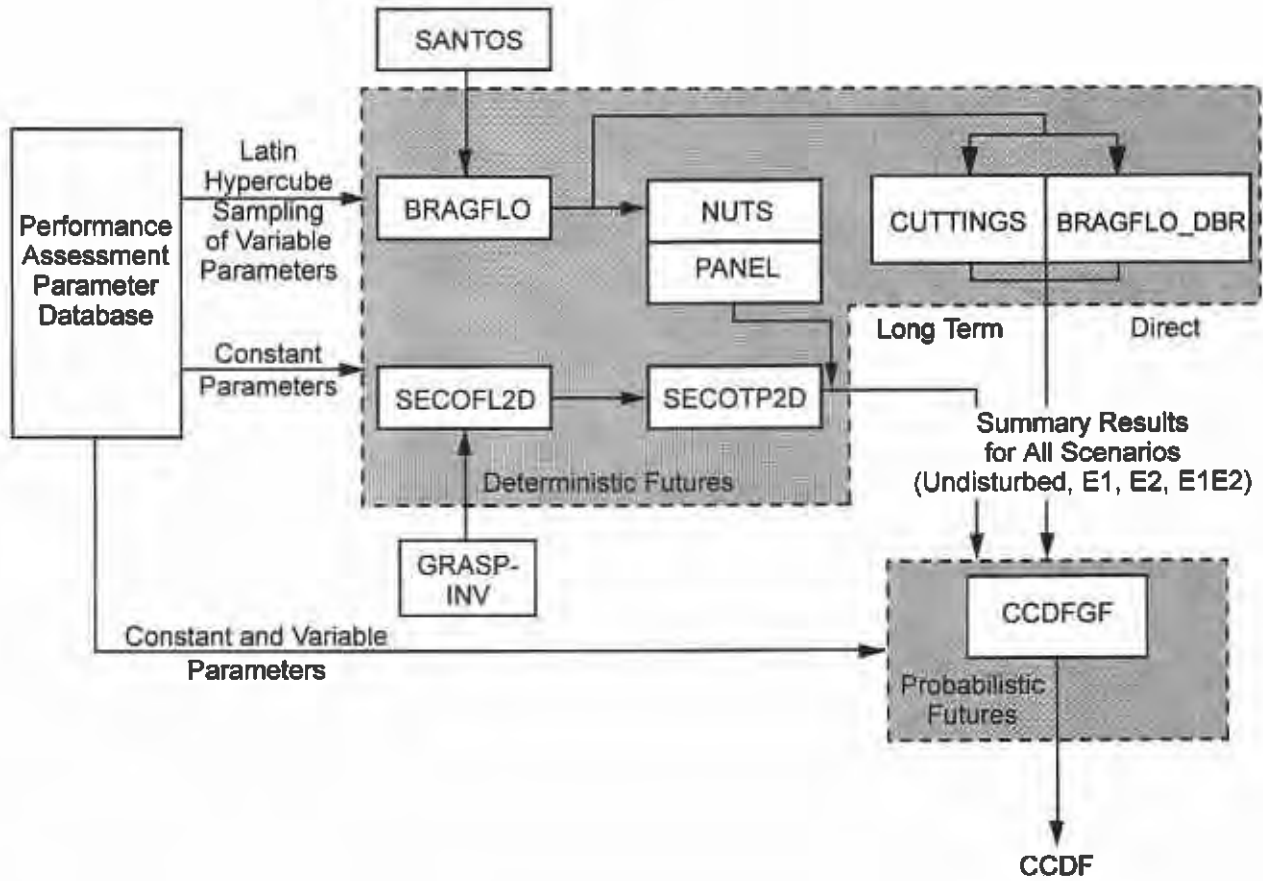 SANTOS
Performance
Assessment
Parameter
Database
Latin
Hypercube
Sampling
of Variable
Parameters
BRAGFLO
NUTS
PANEL
CUTTINGS
BRAGFLO_DBR
Long Term
Direct
Constant
Parameters
SECOFL2D
SECOTP2D
Deterministic Futures
Summary Results
for All Scenarios
(Undisturbed, E1, E2, E1E2)
GRASP-
INV
CCDFGF
Constant and Variable
Parameters
Probabilistic
Futures
CCDF